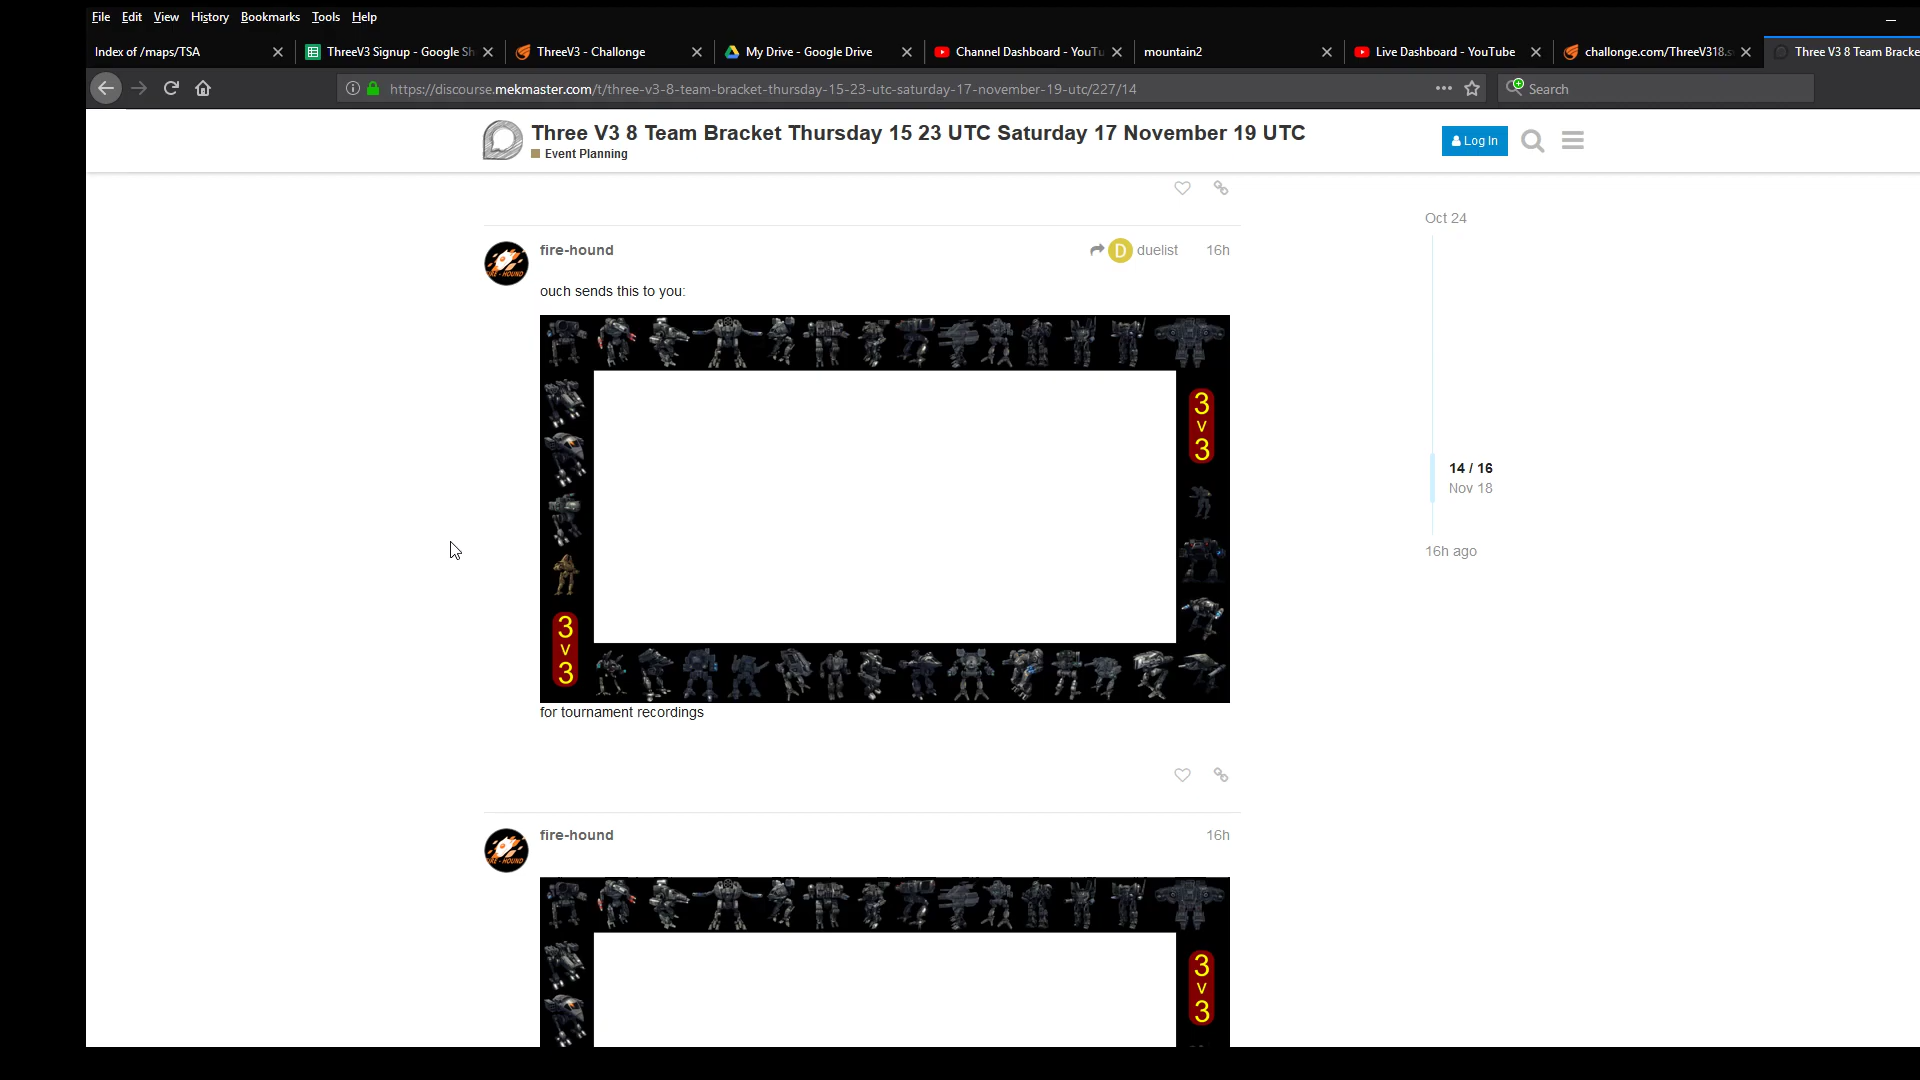 File Edit View History Bookmarks Tools Help
Index of /maps/TSA ThreeV3 Signup - Google Sh ThreeV3 - Challonge My Drive - Google Drive Channel Dashboard - YouTu mountain2 Live Dashboard - YouTube challonge.com/ThreeV318.s Three V3 8 Team Bracke
https://discourse.mekmaster.com/t/three-v3-8-team-bracket-thursday-15-23-utc-saturday-17-november-19-utc/227/14 Search
Three V3 8 Team Bracket Thursday 15 23 UTC Saturday 17 November 19 UTC
Event Planning
Log In
Oct 24
fire-hound D duelist 16h
ouch sends this to you:
3
v
3
14 / 16
Nov 18
16h ago
3
v
3
for tournament recordings
fire-hound 16h
3
v
3